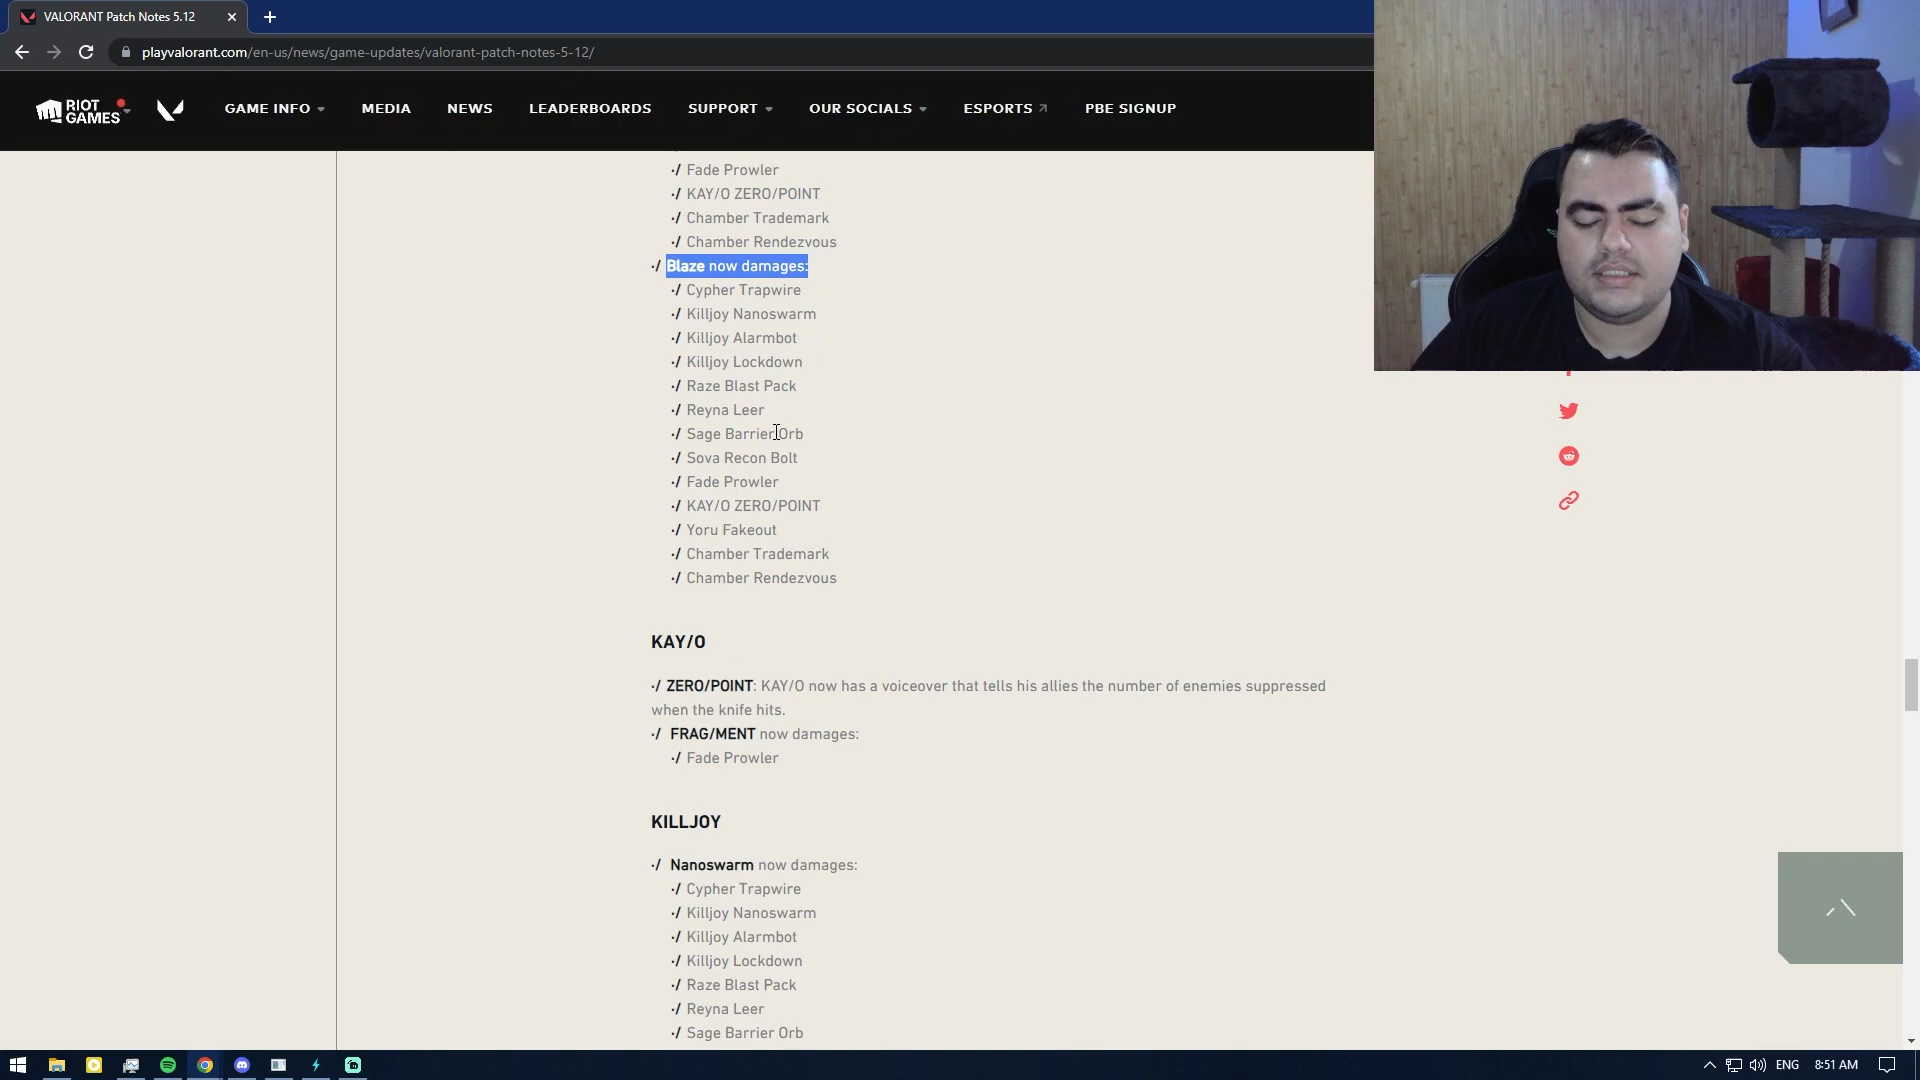 VALORANT Patch Notes 5.12
playvalorant.com/en-us/news/game-updates/valorant-patch-notes-5-12/
RIOT GAMES
GAME INFO
MEDIA
NEWS
LEADERBOARDS
SUPPORT
OUR SOCIALS
ESPORTS
PBE SIGNUP
·/ Fade Prowler
·/ KAY/O ZERO/POINT
·/ Chamber Trademark
·/ Chamber Rendezvous
·/ Blaze now damages:
·/ Cypher Trapwire
·/ Killjoy Nanoswarm
·/ Killjoy Alarmbot
·/ Killjoy Lockdown
·/ Raze Blast Pack
·/ Reyna Leer
·/ Sage Barrier Orb
·/ Sova Recon Bolt
·/ Fade Prowler
·/ KAY/O ZERO/POINT
·/ Yoru Fakeout
·/ Chamber Trademark
·/ Chamber Rendezvous
KAY/O
·/ ZERO/POINT: KAY/O now has a voiceover that tells his allies the number of enemies suppressed
when the knife hits.
·/ FRAG/MENT now damages:
·/ Fade Prowler
KILLJOY
·/ Nanoswarm now damages:
·/ Cypher Trapwire
·/ Killjoy Nanoswarm
·/ Killjoy Alarmbot
·/ Killjoy Lockdown
·/ Raze Blast Pack
·/ Reyna Leer
·/ Sage Barrier Orb
ENG
8:51 AM